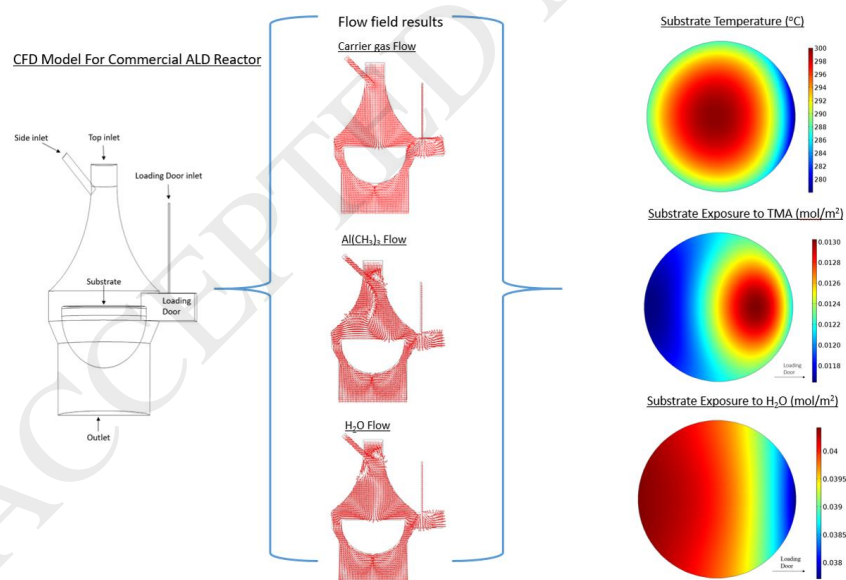 CFD Model For Commercial ALD Reactor
Side inlet
Top inlet
Loading Door inlet
Substrate
Loading
Door
Outlet
Flow field results
Carrier gas Flow
Al(CH₃)₃ Flow
H₂O Flow
Substrate Temperature (°C)
300
298
296
294
292
290
288
286
284
282
280
Substrate Exposure to TMA (mol/m²)
0.0130
0.0128
0.0126
0.0124
0.0122
0.0120
0.0118
Loading
Door
Substrate Exposure to H₂O (mol/m²)
0.04
0.0395
0.039
0.0385
0.038
Loading
Door
ACCEPTED